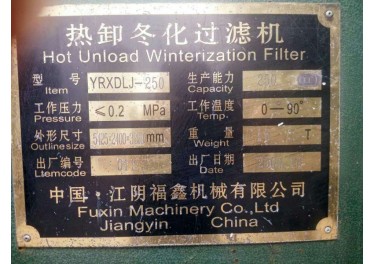 热卸冬化过滤机
Hot Unload Winterization Filter
型号 Item YRXDLJ-250 生产能力 Capacity
工作压力 Pressure ≤0.2 MPa 工作温度 Temp. 0—90°
外形尺寸 Outlinesize mm 重量 Weight T
出厂编号 Ltemcode 出厂日期 Date
中国·江阴福鑫机械有限公司
Fuxin Machinery Co.,Ltd
Jiangyin China